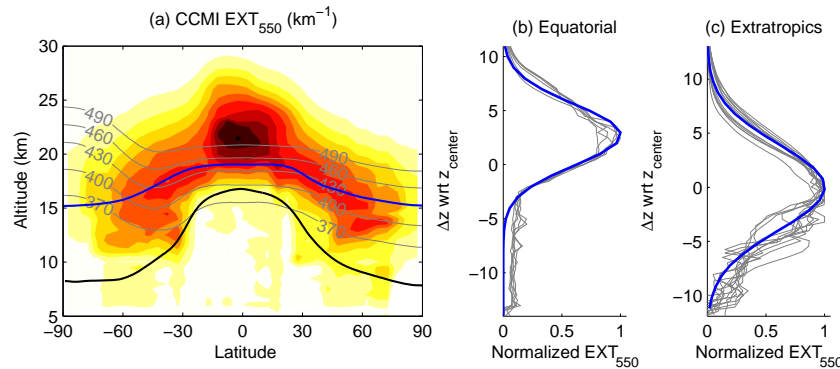 (a) CCMI EXT550 (km−1)
30
25
20
15
10
5
Altitude (km)
490
460
430
400
370
490
460
430
400
370
−90 −60 −30 0 30 60 90
Latitude
(b) Equatorial
10
5
0
−5
−10
Δz wrt zcenter
0 0.5 1
Normalized EXT550
(c) Extratropics
10
5
0
−5
−10
Δz wrt zcenter
0 0.5 1
Normalized EXT550